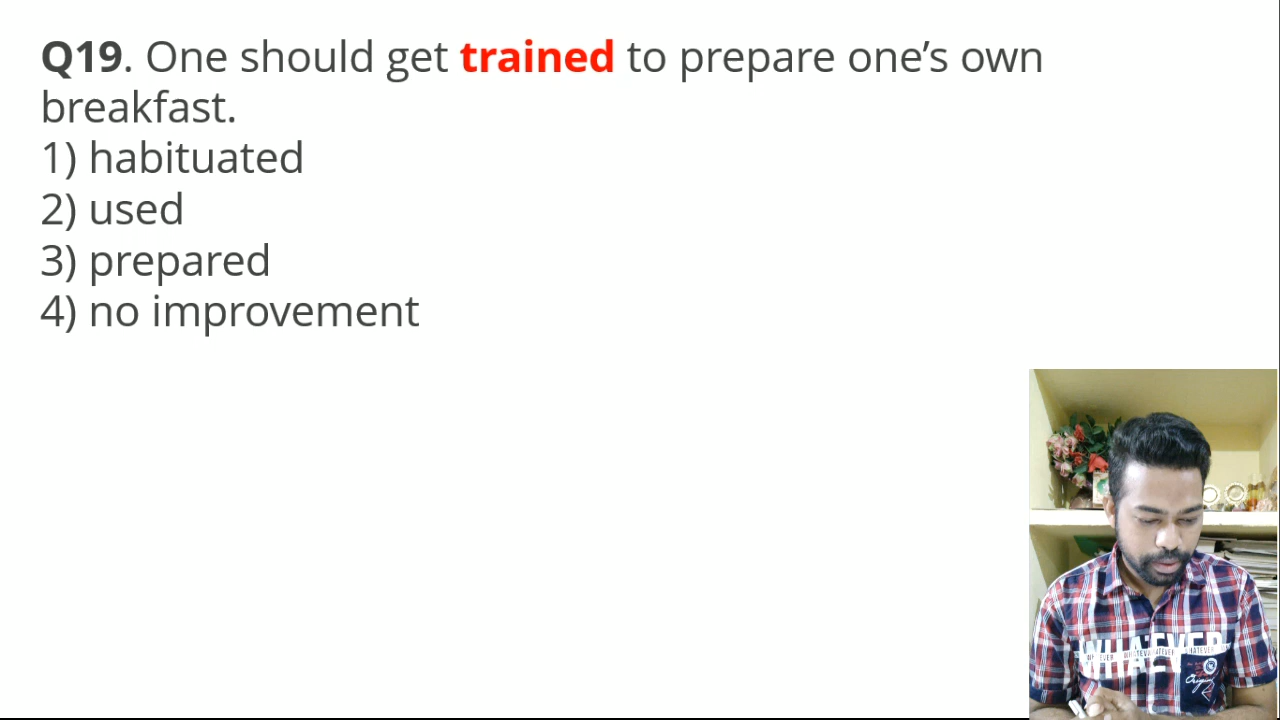 Q19. One should get trained to prepare one’s own
breakfast.
1) habituated
2) used
3) prepared
4) no improvement
WHATEVER